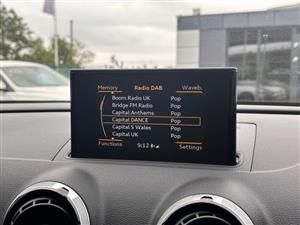 Memory Radio DAB Waveb.
Boom Radio UK Pop
Bridge FM Radio Pop
Capital Anthems Pop
Capital DANCE Pop
Capital S Wales Pop
Capital UK Pop
Functions 9:12 Settings